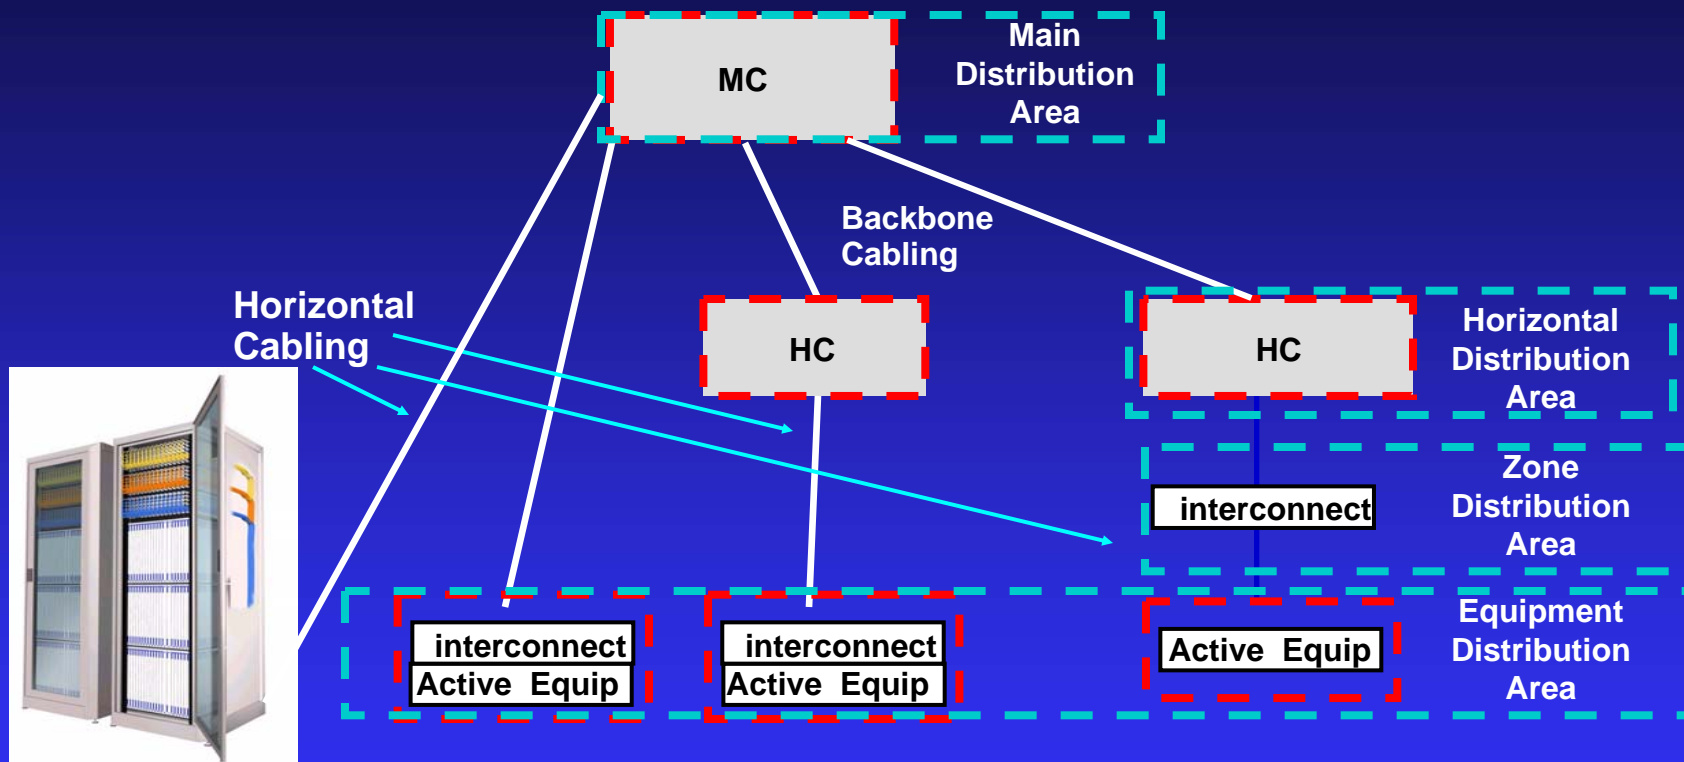 MC
Main
Distribution
Area
Backbone
Cabling
Horizontal
Cabling
HC
HC
Horizontal
Distribution
Area
interconnect
Zone
Distribution
Area
interconnect
Active Equip
interconnect
Active Equip
Active Equip
Equipment
Distribution
Area